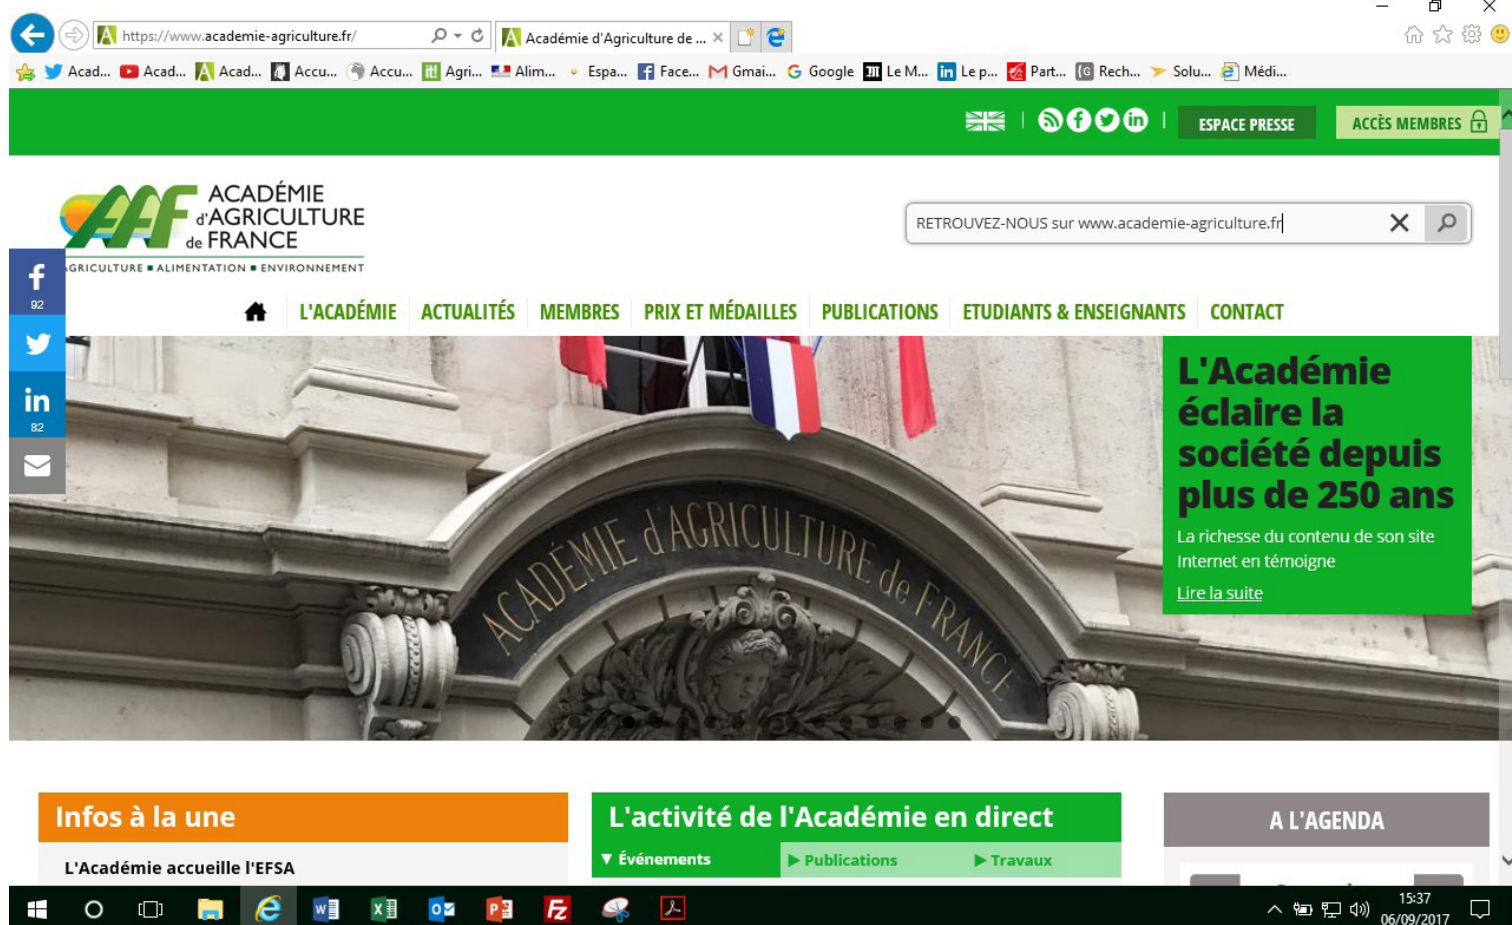 https://www.academie-agriculture.fr/
Académie d'Agriculture de ...
Acad... Acad... Acad... Accu... Accu... Agri... Alim... Espa... Face... Gmai... Google Le M... Le p... Part... Rech... Solu... Médi...
ESPACE PRESSE
ACCÈS MEMBRES
AAF
ACADÉMIE
d'AGRICULTURE
de FRANCE
AGRICULTURE ■ ALIMENTATION ■ ENVIRONNEMENT
RETROUVEZ-NOUS sur www.academie-agriculture.fr
92
in
82
L'ACADÉMIE ACTUALITÉS MEMBRES PRIX ET MÉDAILLES PUBLICATIONS ETUDIANTS & ENSEIGNANTS CONTACT
ACADÉMIE d'AGRICULTURE de FRANCE
L'Académie
éclaire la
société depuis
plus de 250 ans
La richesse du contenu de son site
Internet en témoigne
Lire la suite
Infos à la une
L'Académie accueille l'EFSA
L'activité de l'Académie en direct
▼ Événements ▶ Publications ▶ Travaux
A L'AGENDA
15:37
06/09/2017